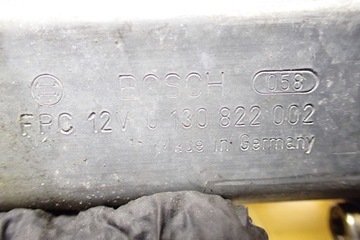 BOSCH 058
FPC 12V 0 130 822 002
Made in Germany